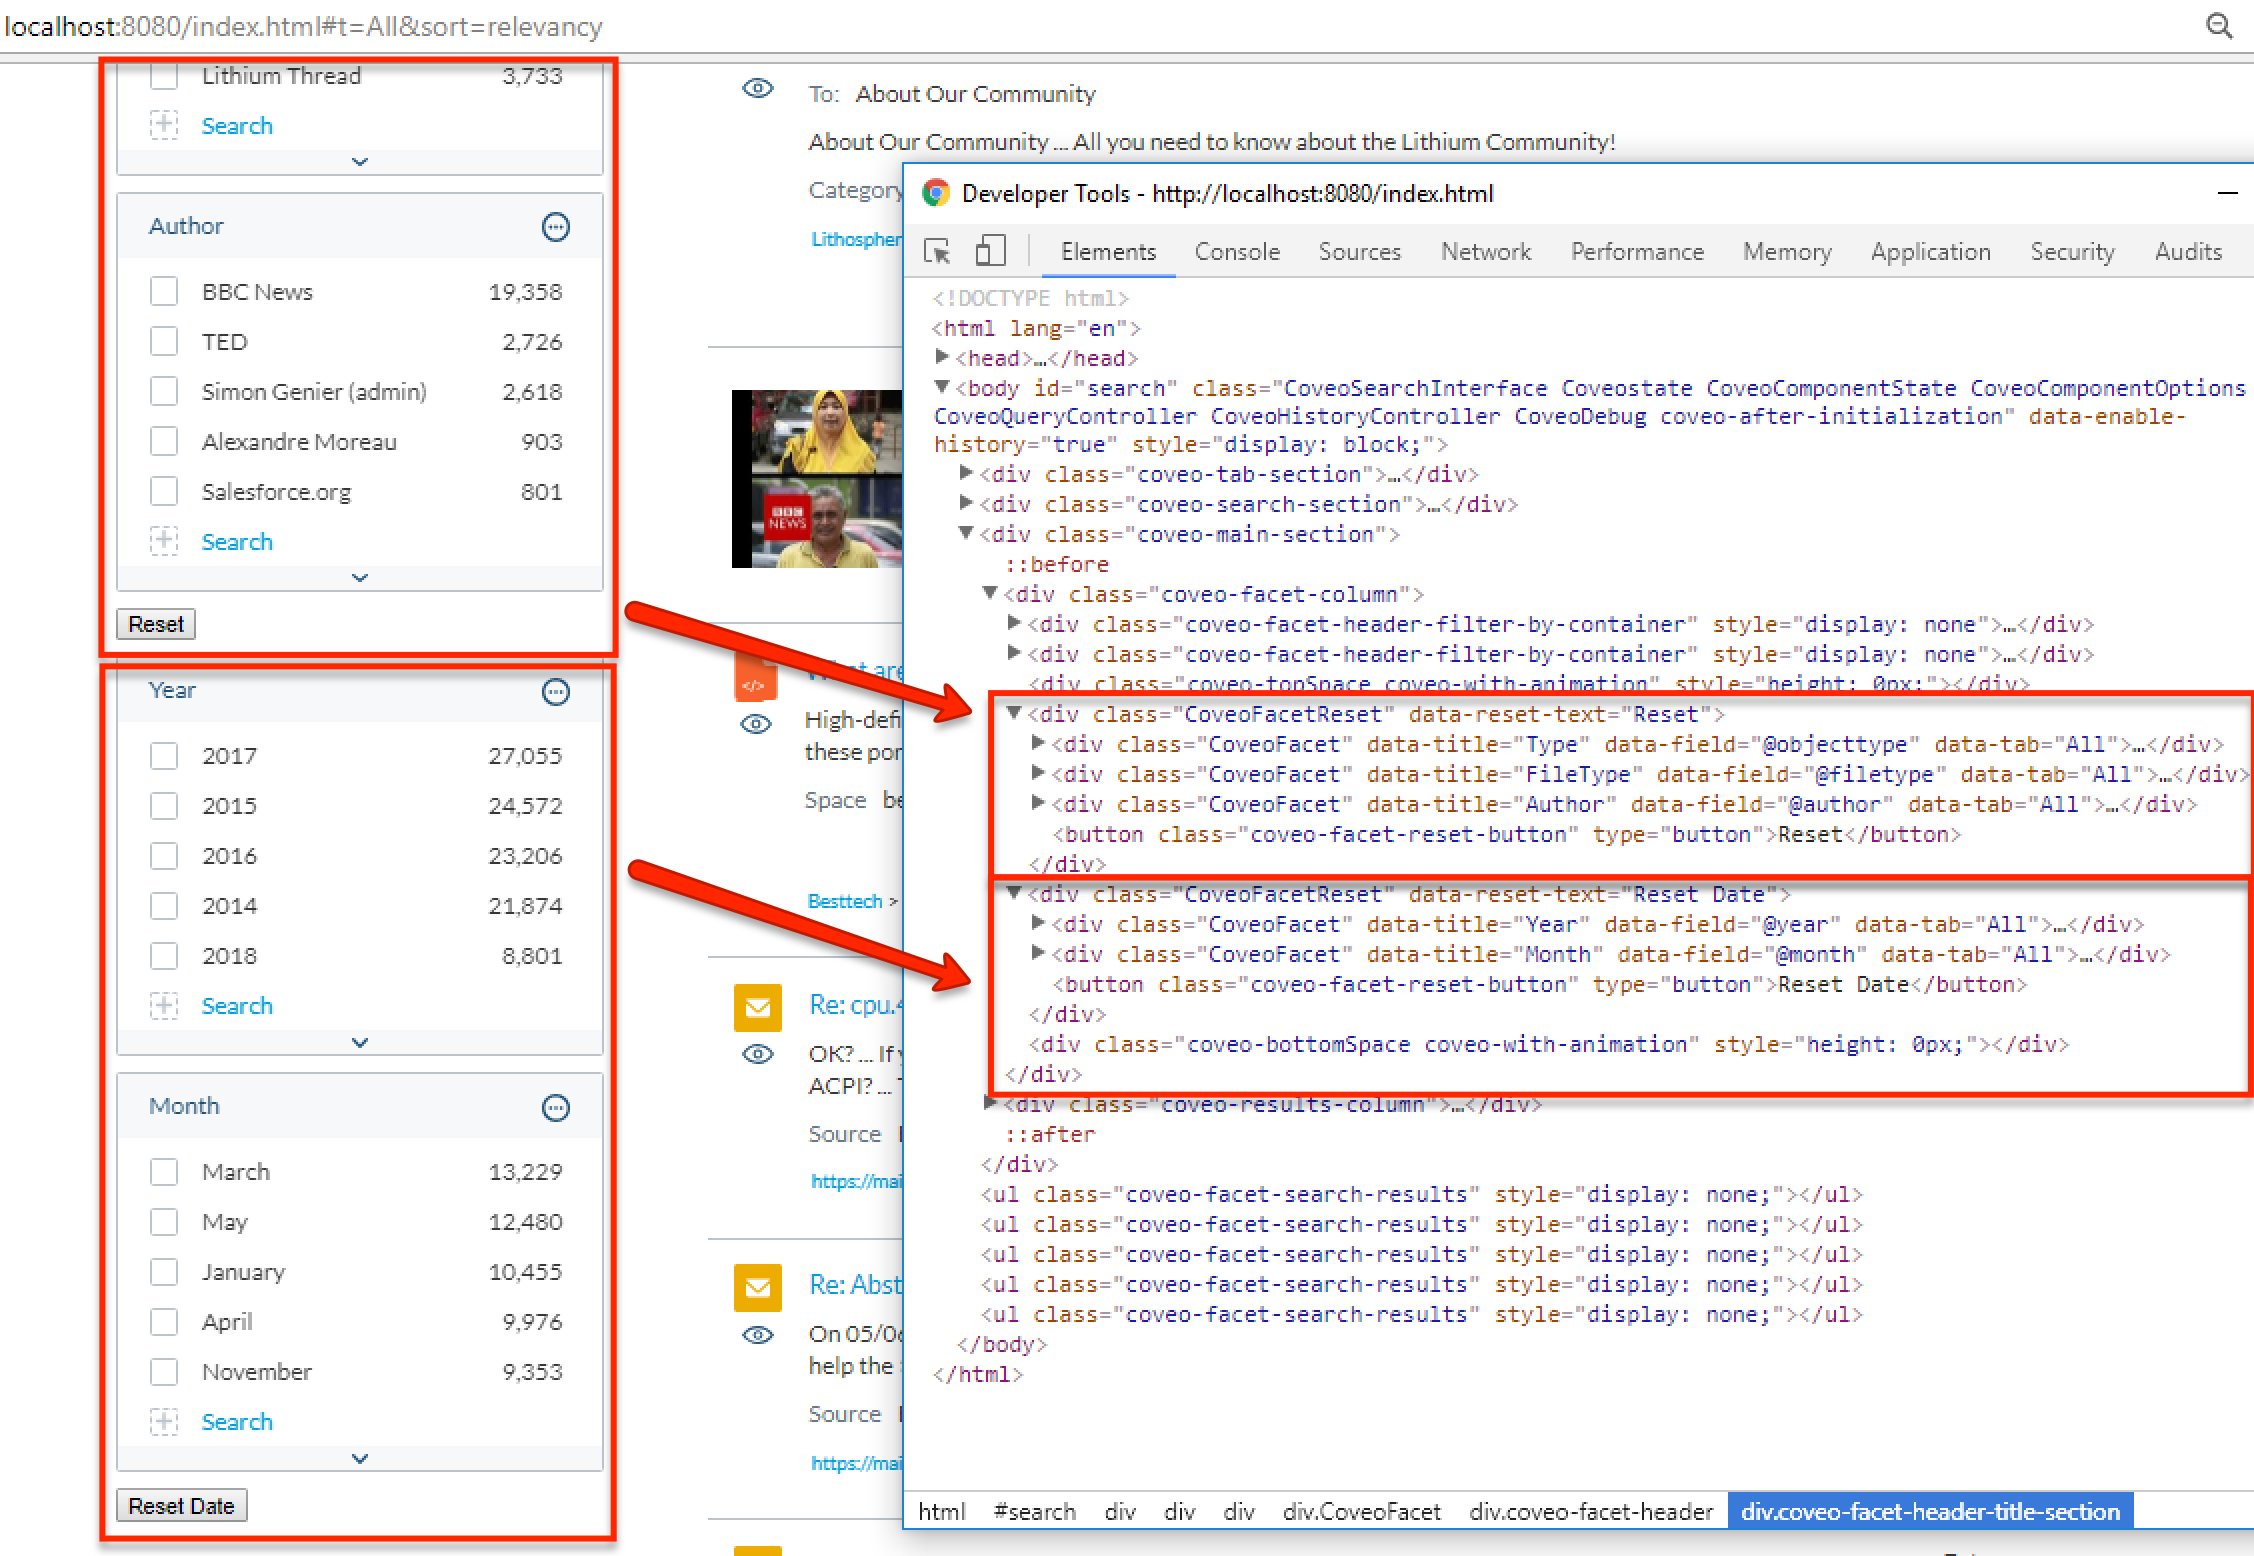 localhost:8080/index.html#t=All&sort=relevancy
Lithium Thread 3,733
Search
Author
BBC News 19,358
TED 2,726
Simon Genier (admin) 2,618
Alexandre Moreau 903
Salesforce.org 801
Search
Reset
Year
2017 27,055
2015 24,572
2016 23,206
2014 21,874
2018 8,801
Search
Month
March 13,229
May 12,480
January 10,455
April 9,976
November 9,353
Search
Reset Date
To: About Our Community
About Our Community ... All you need to know about the Lithium Community!
Category
Lithospher
BBC
NEWS
</>
are
High-defi
these por
Space be
Besttech >
Re: cpu.
OK? ... If
ACPI? ...
Source
https://mai
Re: Abst
On 05/0
help the
Source
https://mai
Developer Tools - http://localhost:8080/index.html
Elements Console Sources Network Performance Memory Application Security Audits
<!DOCTYPE html>
<html lang="en">
<head>…</head>
<body id="search" class="CoveoSearchInterface Coveostate CoveoComponentState CoveoComponentOptions
CoveoQueryController CoveoHistoryController CoveoDebug coveo-after-initialization" data-enable-
history="true" style="display: block;">
<div class="coveo-tab-section">…</div>
<div class="coveo-search-section">…</div>
<div class="coveo-main-section">
::before
<div class="coveo-facet-column">
<div class="coveo-facet-header-filter-by-container" style="display: none">…</div>
<div class="coveo-facet-header-filter-by-container" style="display: none">…</div>
<div class="coveo-topSpace coveo-with-animation" style="height: 0px;"></div>
<div class="CoveoFacetReset" data-reset-text="Reset">
<div class="CoveoFacet" data-title="Type" data-field="@objecttype" data-tab="All">…</div>
<div class="CoveoFacet" data-title="FileType" data-field="@filetype" data-tab="All">…</div>
<div class="CoveoFacet" data-title="Author" data-field="@author" data-tab="All">…</div>
<button class="coveo-facet-reset-button" type="button">Reset</button>
</div>
<div class="CoveoFacetReset" data-reset-text="Reset Date">
<div class="CoveoFacet" data-title="Year" data-field="@year" data-tab="All">…</div>
<div class="CoveoFacet" data-title="Month" data-field="@month" data-tab="All">…</div>
<button class="coveo-facet-reset-button" type="button">Reset Date</button>
</div>
<div class="coveo-bottomSpace coveo-with-animation" style="height: 0px;"></div>
</div>
<div class="coveo-results-column">…</div>
::after
</div>
<ul class="coveo-facet-search-results" style="display: none;"></ul>
<ul class="coveo-facet-search-results" style="display: none;"></ul>
<ul class="coveo-facet-search-results" style="display: none;"></ul>
<ul class="coveo-facet-search-results" style="display: none;"></ul>
<ul class="coveo-facet-search-results" style="display: none;"></ul>
</body>
</html>
html #search div div div div.CoveoFacet div.coveo-facet-header div.coveo-facet-header-title-section